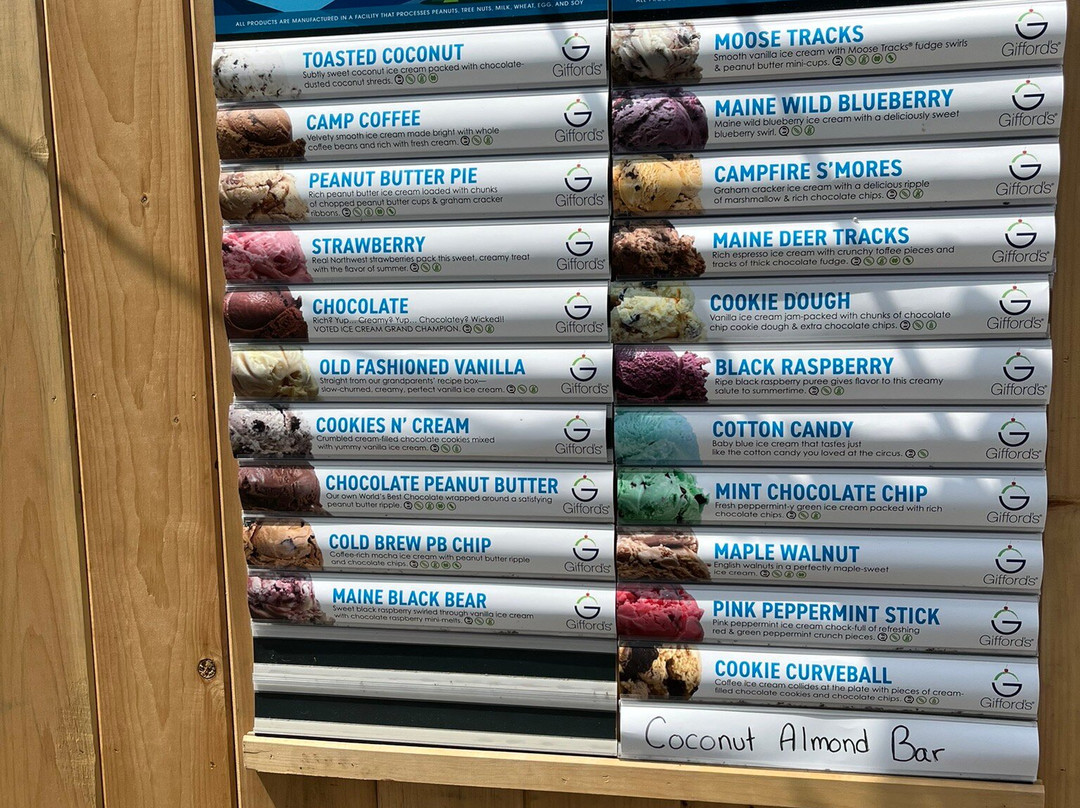 ALL PRODUCTS ARE MANUFACTURED IN A FACILITY THAT PROCESSES PEANUTS, TREE NUTS, MILK, WHEAT, EGG, AND SOY
TOASTED COCONUT
Subtly sweet coconut ice cream packed with chocolate-
dusted coconut shreds.
Gifford's®
CAMP COFFEE
Velvety smooth ice cream made bright with whole
coffee beans and rich with fresh cream.
Gifford's®
PEANUT BUTTER PIE
Rich peanut butter ice cream loaded with chunks
of chopped peanut butter cups & graham cracker
ribbons.
Gifford's®
STRAWBERRY
Real Northwest strawberries pack this sweet, creamy treat
with the flavor of summer.
Gifford's®
CHOCOLATE
Rich? Yup... Creamy? Yup... Chocolatey? Wicked!!
VOTED ICE CREAM GRAND CHAMPION.
Gifford's®
OLD FASHIONED VANILLA
Straight from our grandparents' recipe box—
slow-churned, creamy, perfect vanilla ice cream.
Gifford's®
COOKIES N' CREAM
Crumbled cream-filled chocolate cookies mixed
with yummy vanilla ice cream.
Gifford's®
CHOCOLATE PEANUT BUTTER
Our own World's Best Chocolate wrapped around a satisfying
peanut butter ripple.
Gifford's®
COLD BREW PB CHIP
Coffee-rich mocha ice cream with peanut butter ripple
and chocolate chips.
Gifford's®
MAINE BLACK BEAR
Sweet black raspberry swirled through vanilla ice cream
with chocolate raspberry mini-melts.
Gifford's®
MOOSE TRACKS
Smooth vanilla ice cream with Moose Tracks® fudge swirls
& peanut butter mini-cups.
Gifford's®
MAINE WILD BLUEBERRY
Maine wild blueberry ice cream with a deliciously sweet
blueberry swirl.
Gifford's®
CAMPFIRE S'MORES
Graham cracker ice cream with a delicious ripple
of marshmallow & rich chocolate chips.
Gifford's®
MAINE DEER TRACKS
Rich espresso ice cream with crunchy toffee pieces and
tracks of thick chocolate fudge.
Gifford's®
COOKIE DOUGH
Vanilla ice cream jam-packed with chunks of chocolate
chip cookie dough & extra chocolate chips.
Gifford's®
BLACK RASPBERRY
Ripe black raspberry puree gives flavor to this creamy
salute to summertime.
Gifford's®
COTTON CANDY
Baby blue ice cream that tastes just
like the cotton candy you loved at the circus.
Gifford's®
MINT CHOCOLATE CHIP
Fresh peppermint-y green ice cream packed with rich
chocolate chips.
Gifford's®
MAPLE WALNUT
English walnuts in a perfectly maple-sweet
ice cream.
Gifford's®
PINK PEPPERMINT STICK
Pink peppermint ice cream chock-full of refreshing
red & green peppermint crunch pieces.
Gifford's®
COOKIE CURVEBALL
Coffee ice cream collides at the plate with pieces of cream-
filled chocolate cookies and chocolate chips.
Gifford's®
Coconut Almond Bar